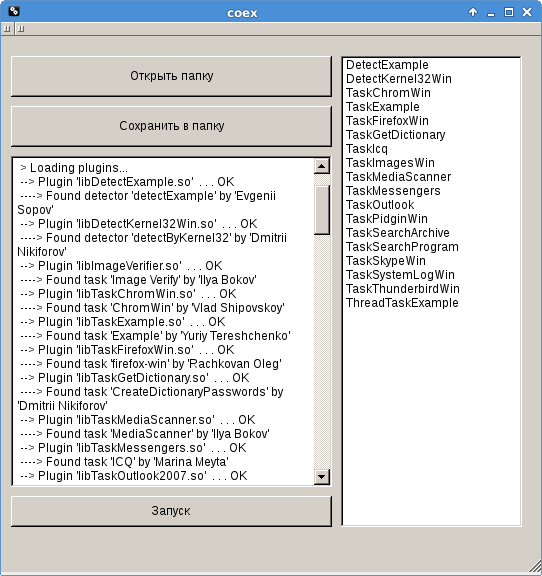 coex
Открыть папку
Сохранить в папку
> Loading plugins...
--> Plugin 'libDetectExample.so' . . . OK
----> Found detector 'detectExample' by 'Evgenii
Sopov'
--> Plugin 'libDetectKernel32Win.so' . . . OK
----> Found detector 'detectByKernel32' by 'Dmitrii
Nikiforov'
--> Plugin 'libImageVerifier.so' . . . OK
----> Found task 'Image Verify' by 'Ilya Bokov'
--> Plugin 'libTaskChromWin.so' . . . OK
----> Found task 'ChromWin' by 'Vlad Shipovskoy'
--> Plugin 'libTaskExample.so' . . . OK
----> Found task 'Example' by 'Yuriy Tereshchenko'
--> Plugin 'libTaskFirefoxWin.so' . . . OK
----> Found task 'firefox-win' by 'Rachkovan Oleg'
--> Plugin 'libTaskGetDictionary.so' . . . OK
----> Found task 'CreateDictionaryPasswords' by
'Dmitrii Nikiforov'
--> Plugin 'libTaskMediaScanner.so' . . . OK
----> Found task 'MediaScanner' by 'Ilya Bokov'
--> Plugin 'libTaskMessengers.so' . . . OK
----> Found task 'ICQ' by 'Marina Meyta'
--> Plugin 'libTaskOutlook2007.so' . . . OK
Запуск
DetectExample
DetectKernel32Win
TaskChromWin
TaskExample
TaskFirefoxWin
TaskGetDictionary
TaskIcq
TaskImagesWin
TaskMediaScanner
TaskMessengers
TaskOutlook
TaskPidginWin
TaskSearchArchive
TaskSearchProgram
TaskSkypeWin
TaskSystemLogWin
TaskThunderbirdWin
ThreadTaskExample